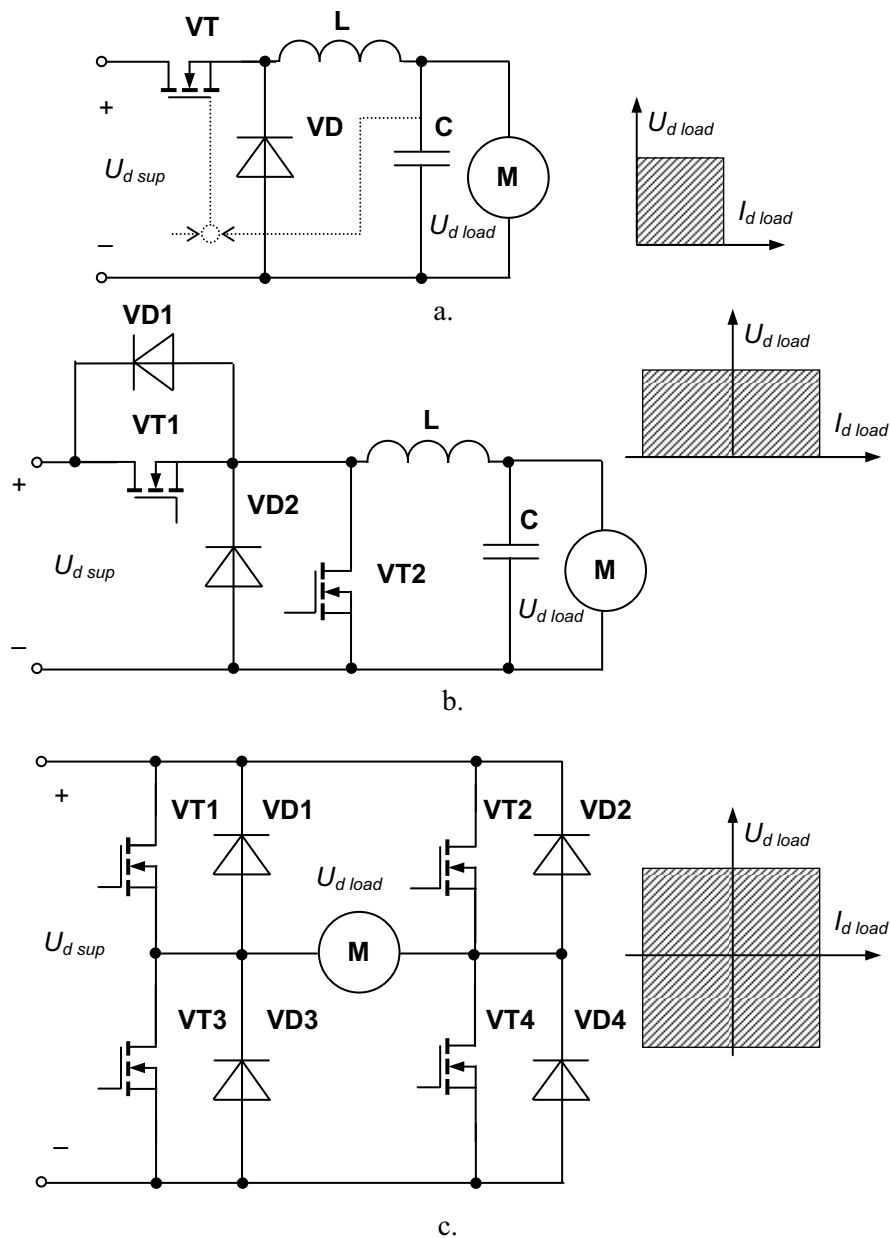 VT
L
U_d load
+
VD
C
M
U_d sup
U_d load
I_d load
–
a.
VD1
U_d load
VT1
L
I_d load
+
VD2
C
U_d sup
VT2
M
U_d load
–
b.
+
VT1 VD1 VT2 VD2
U_d load
U_d load
U_d sup
M
I_d load
VT3 VD3 VT4 VD4
–
c.